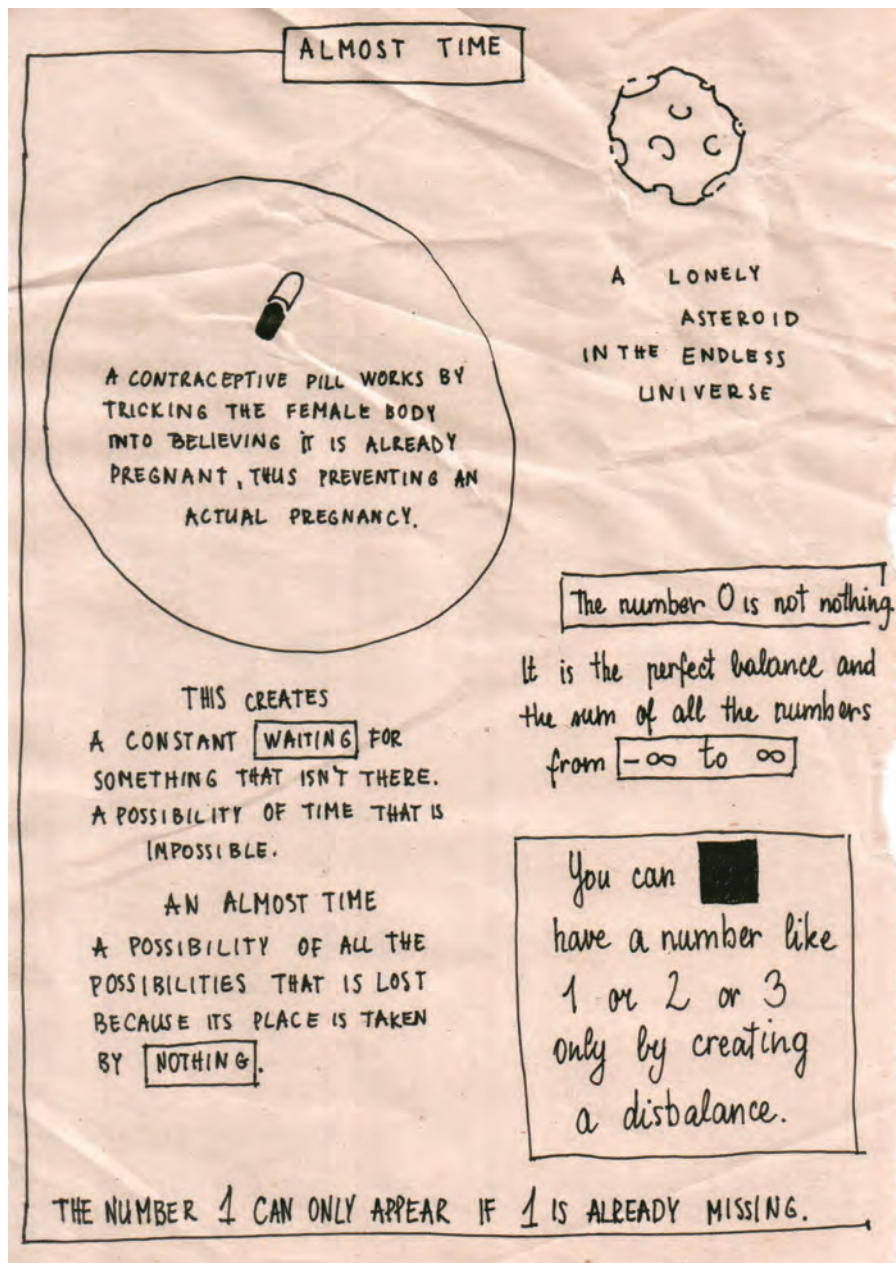 ALMOST TIME
A LONELY
ASTEROID
IN THE ENDLESS
UNIVERSE
A CONTRACEPTIVE PILL WORKS BY
TRICKING THE FEMALE BODY
INTO BELIEVING IT IS ALREADY
PREGNANT, THUS PREVENTING AN
ACTUAL PREGNANCY.
THIS CREATES
A CONSTANT WAITING FOR
SOMETHING THAT ISN'T THERE.
A POSSIBILITY OF TIME THAT IS
IMPOSSIBLE.
AN ALMOST TIME
A POSSIBILITY OF ALL THE
POSSIBILITIES THAT IS LOST
BECAUSE ITS PLACE IS TAKEN
BY NOTHING.
The number 0 is not nothing.
It is the perfect balance and
the sum of all the numbers
from -∞ to ∞
You can
have a number like
1 or 2 or 3
only by creating
a disbalance.
THE NUMBER 1 CAN ONLY APPEAR IF 1 IS ALREADY MISSING.